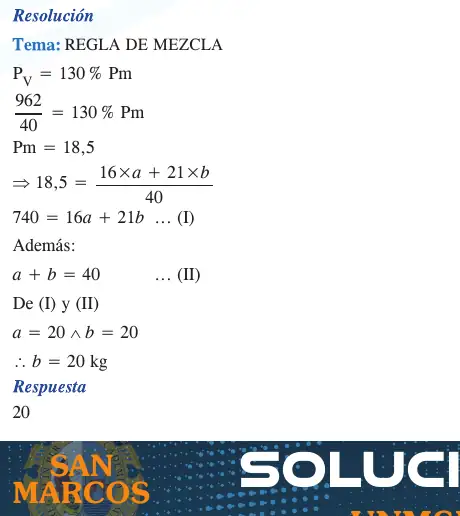 Resolución
Tema: REGLA DE MEZCLA
P_V = 130 % Pm
962/40 = 130 % Pm
Pm = 18,5
⇒ 18,5 = (16×a + 21×b)/40
740 = 16a + 21b … (I)
Además:
a + b = 40 … (II)
De (I) y (II)
a = 20 ∧ b = 20
∴ b = 20 kg
Respuesta
20
SAN
MARCOS
SOLUCI